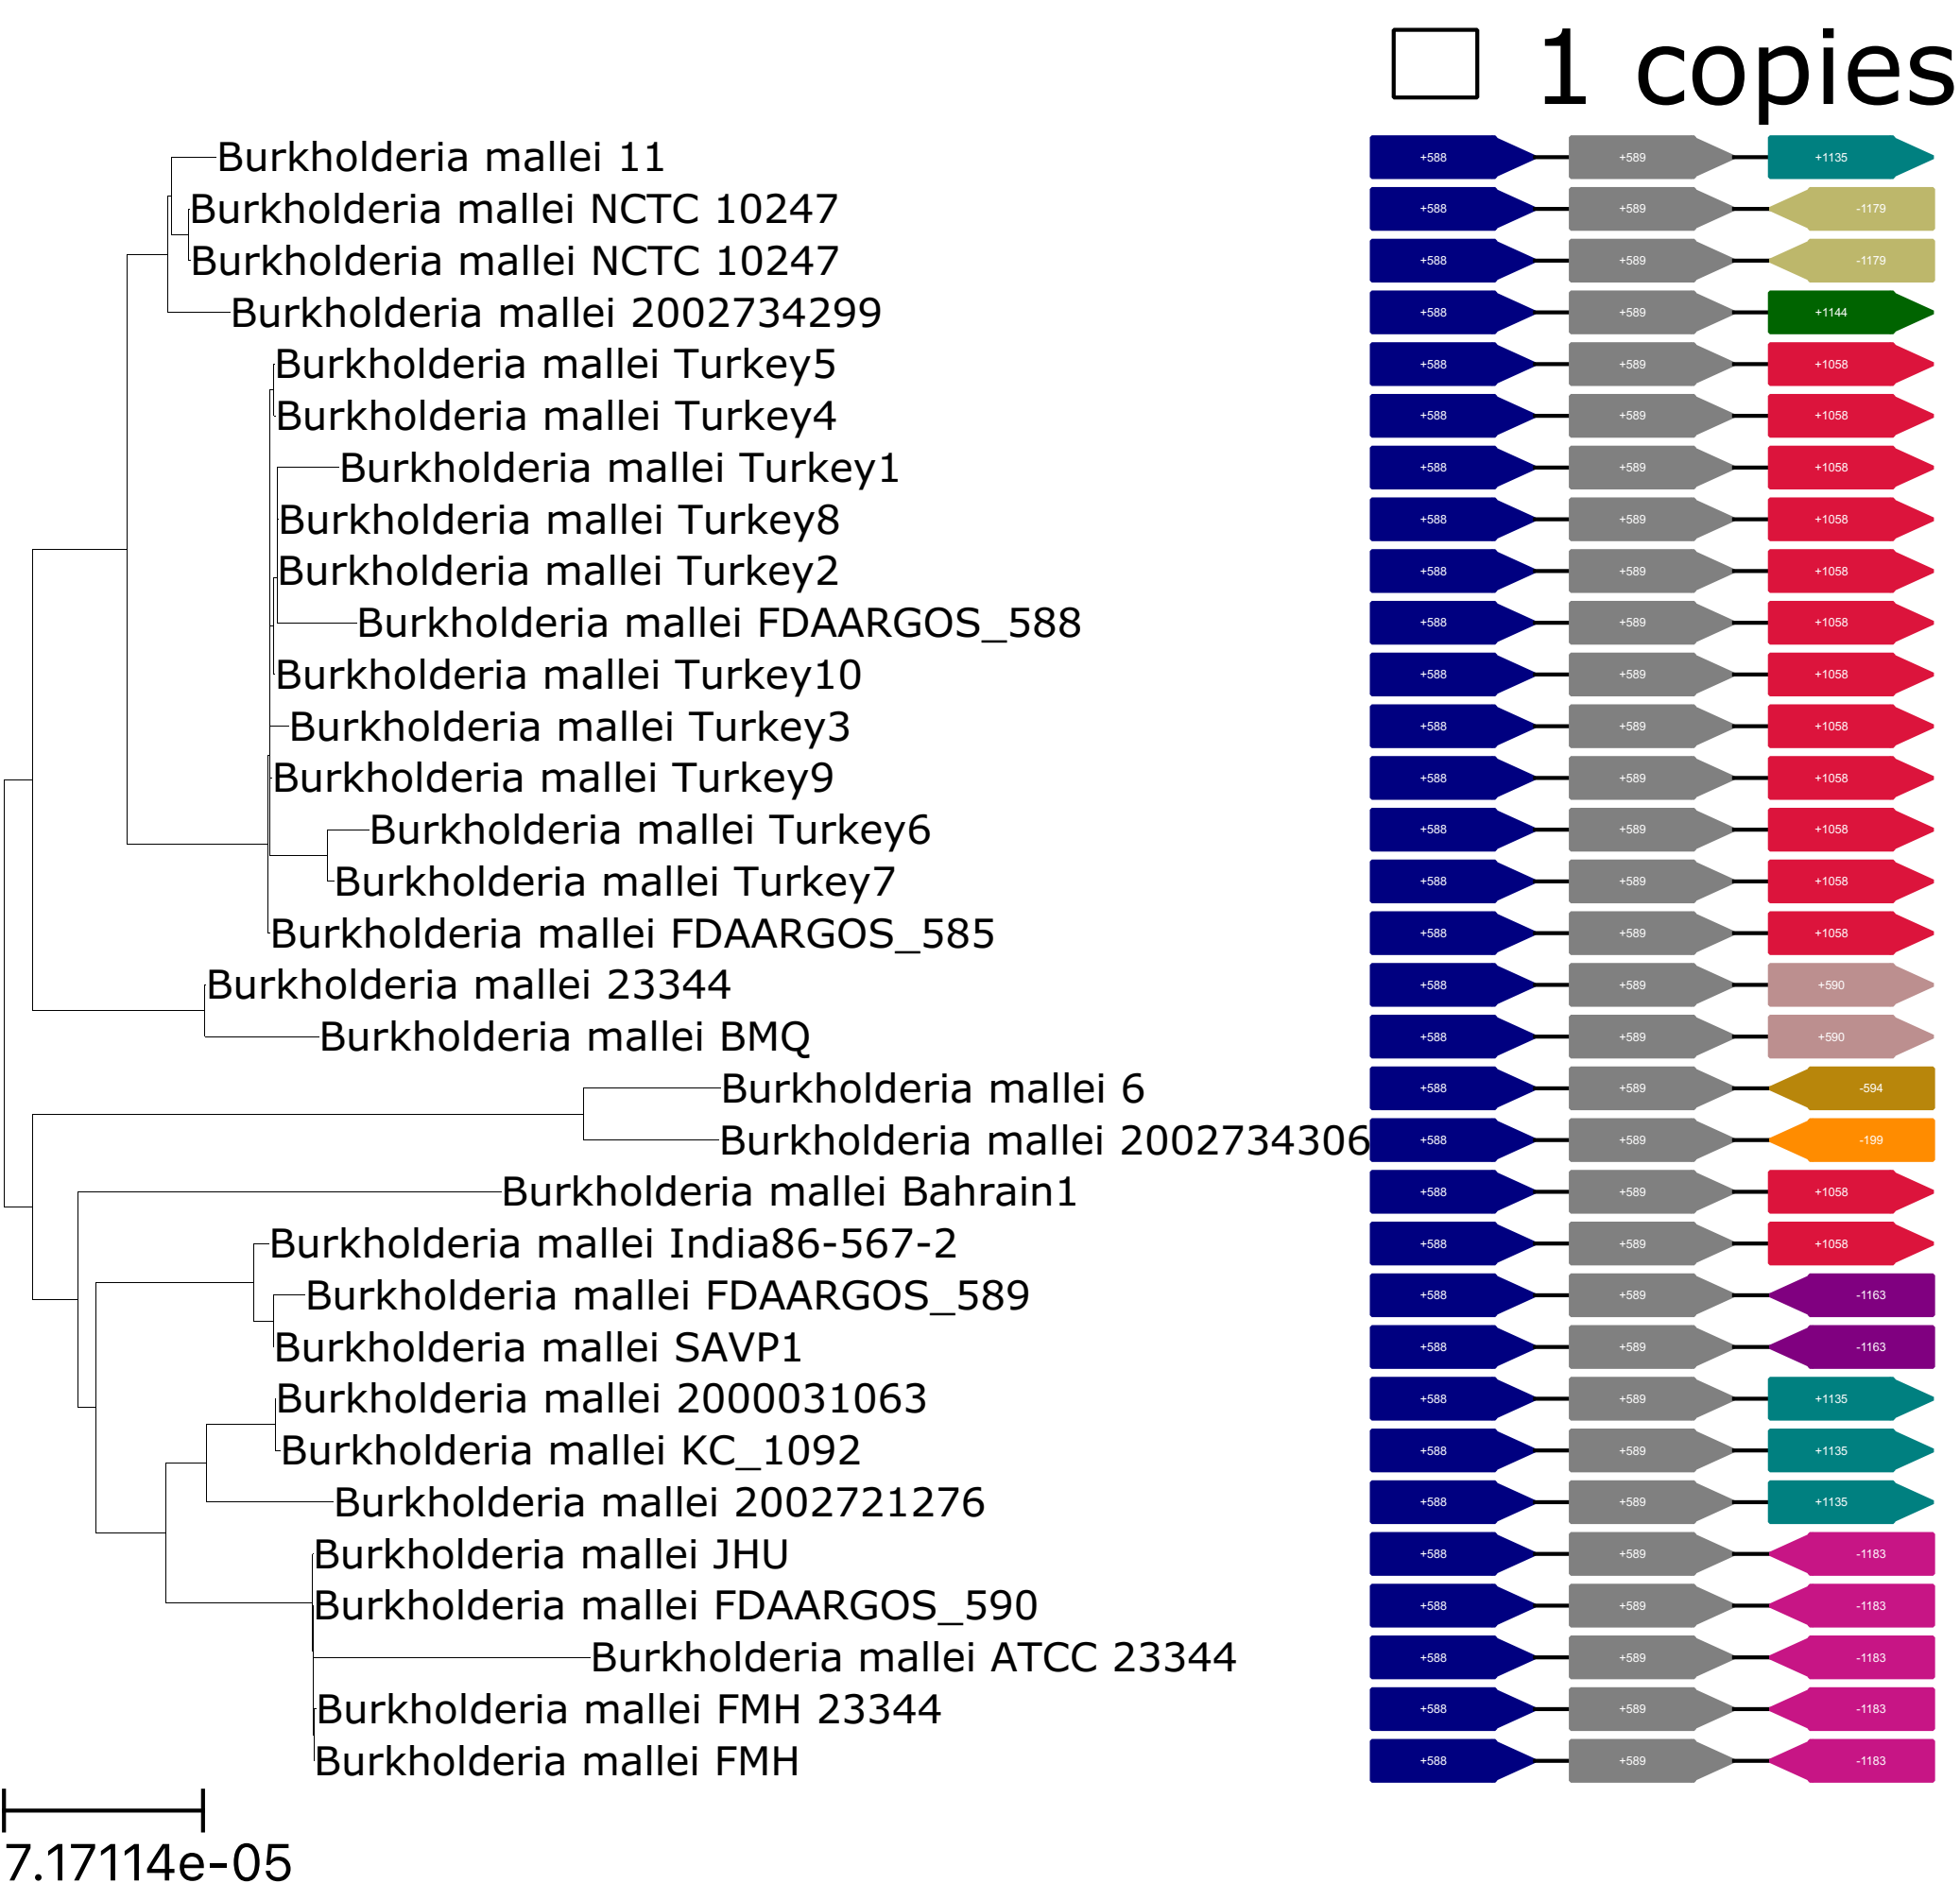 1 copies
Burkholderia mallei 11 +588 +589 +1135
Burkholderia mallei NCTC 10247 +588 +589 -1179
Burkholderia mallei NCTC 10247 +588 +589 -1179
Burkholderia mallei 2002734299 +588 +589 +1144
Burkholderia mallei Turkey5 +588 +589 +1058
Burkholderia mallei Turkey4 +588 +589 +1058
Burkholderia mallei Turkey1 +588 +589 +1058
Burkholderia mallei Turkey8 +588 +589 +1058
Burkholderia mallei Turkey2 +588 +589 +1058
Burkholderia mallei FDAARGOS_588 +588 +589 +1058
Burkholderia mallei Turkey10 +588 +589 +1058
Burkholderia mallei Turkey3 +588 +589 +1058
Burkholderia mallei Turkey9 +588 +589 +1058
Burkholderia mallei Turkey6 +588 +589 +1058
Burkholderia mallei Turkey7 +588 +589 +1058
Burkholderia mallei FDAARGOS_585 +588 +589 +1058
Burkholderia mallei 23344 +588 +589 +590
Burkholderia mallei BMQ +588 +589 +590
Burkholderia mallei 6 +588 +589 -594
Burkholderia mallei 2002734306 +588 +589 -199
Burkholderia mallei Bahrain1 +588 +589 +1058
Burkholderia mallei India86-567-2 +588 +589 +1058
Burkholderia mallei FDAARGOS_589 +588 +589 -1163
Burkholderia mallei SAVP1 +588 +589 -1163
Burkholderia mallei 2000031063 +588 +589 +1135
Burkholderia mallei KC_1092 +588 +589 +1135
Burkholderia mallei 2002721276 +588 +589 +1135
Burkholderia mallei JHU +588 +589 -1183
Burkholderia mallei FDAARGOS_590 +588 +589 -1183
Burkholderia mallei ATCC 23344 +588 +589 -1183
Burkholderia mallei FMH 23344 +588 +589 -1183
Burkholderia mallei FMH +588 +589 -1183
7.17114e-05